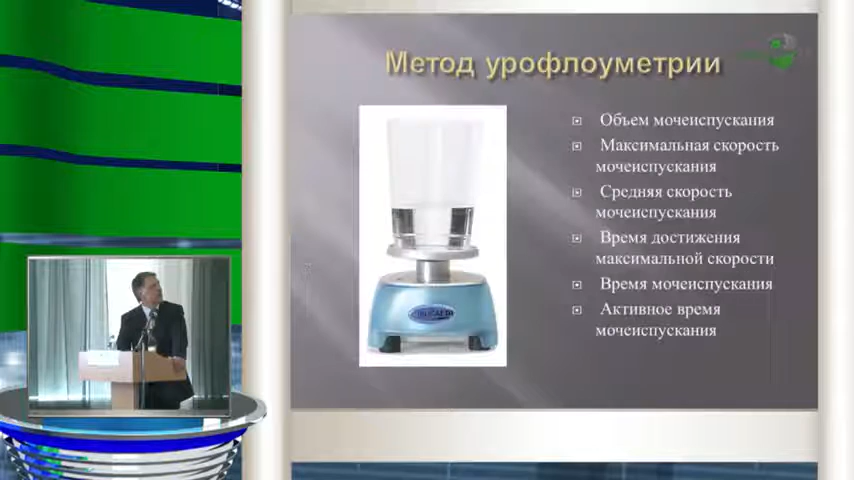 Метод урофлоуметрии
Объем мочеиспускания
Максимальная скорость
мочеиспускания
Средняя скорость
мочеиспускания
Время достижения
максимальной скорости
Время мочеиспускания
Активное время
мочеиспускания